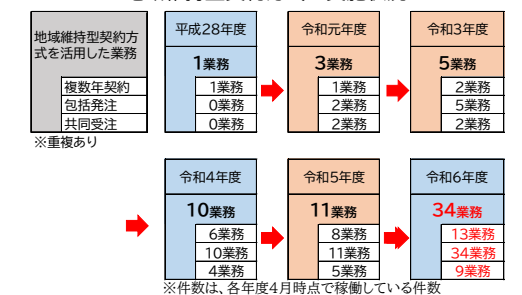 地域維持型契約方
式を活用した業務
複数年契約
包括発注
共同受注
※重複あり
平成28年度
1業務
1業務
0業務
0業務
令和元年度
3業務
1業務
2業務
2業務
令和3年度
5業務
2業務
5業務
2業務
令和4年度
10業務
6業務
10業務
4業務
令和5年度
11業務
8業務
11業務
5業務
令和6年度
34業務
13業務
34業務
9業務
※件数は、各年度4月時点で稼働している件数